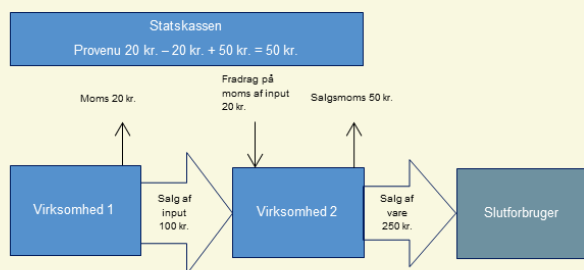 Statskassen
Provenu 20 kr. – 20 kr. + 50 kr. = 50 kr.
Moms 20 kr.
Fradrag på
moms af input
20 kr.
Salgsmoms 50 kr.
Virksomhed 1
Salg af
input
100 kr.
Virksomhed 2
Salg af
vare
250 kr.
Slutforbruger